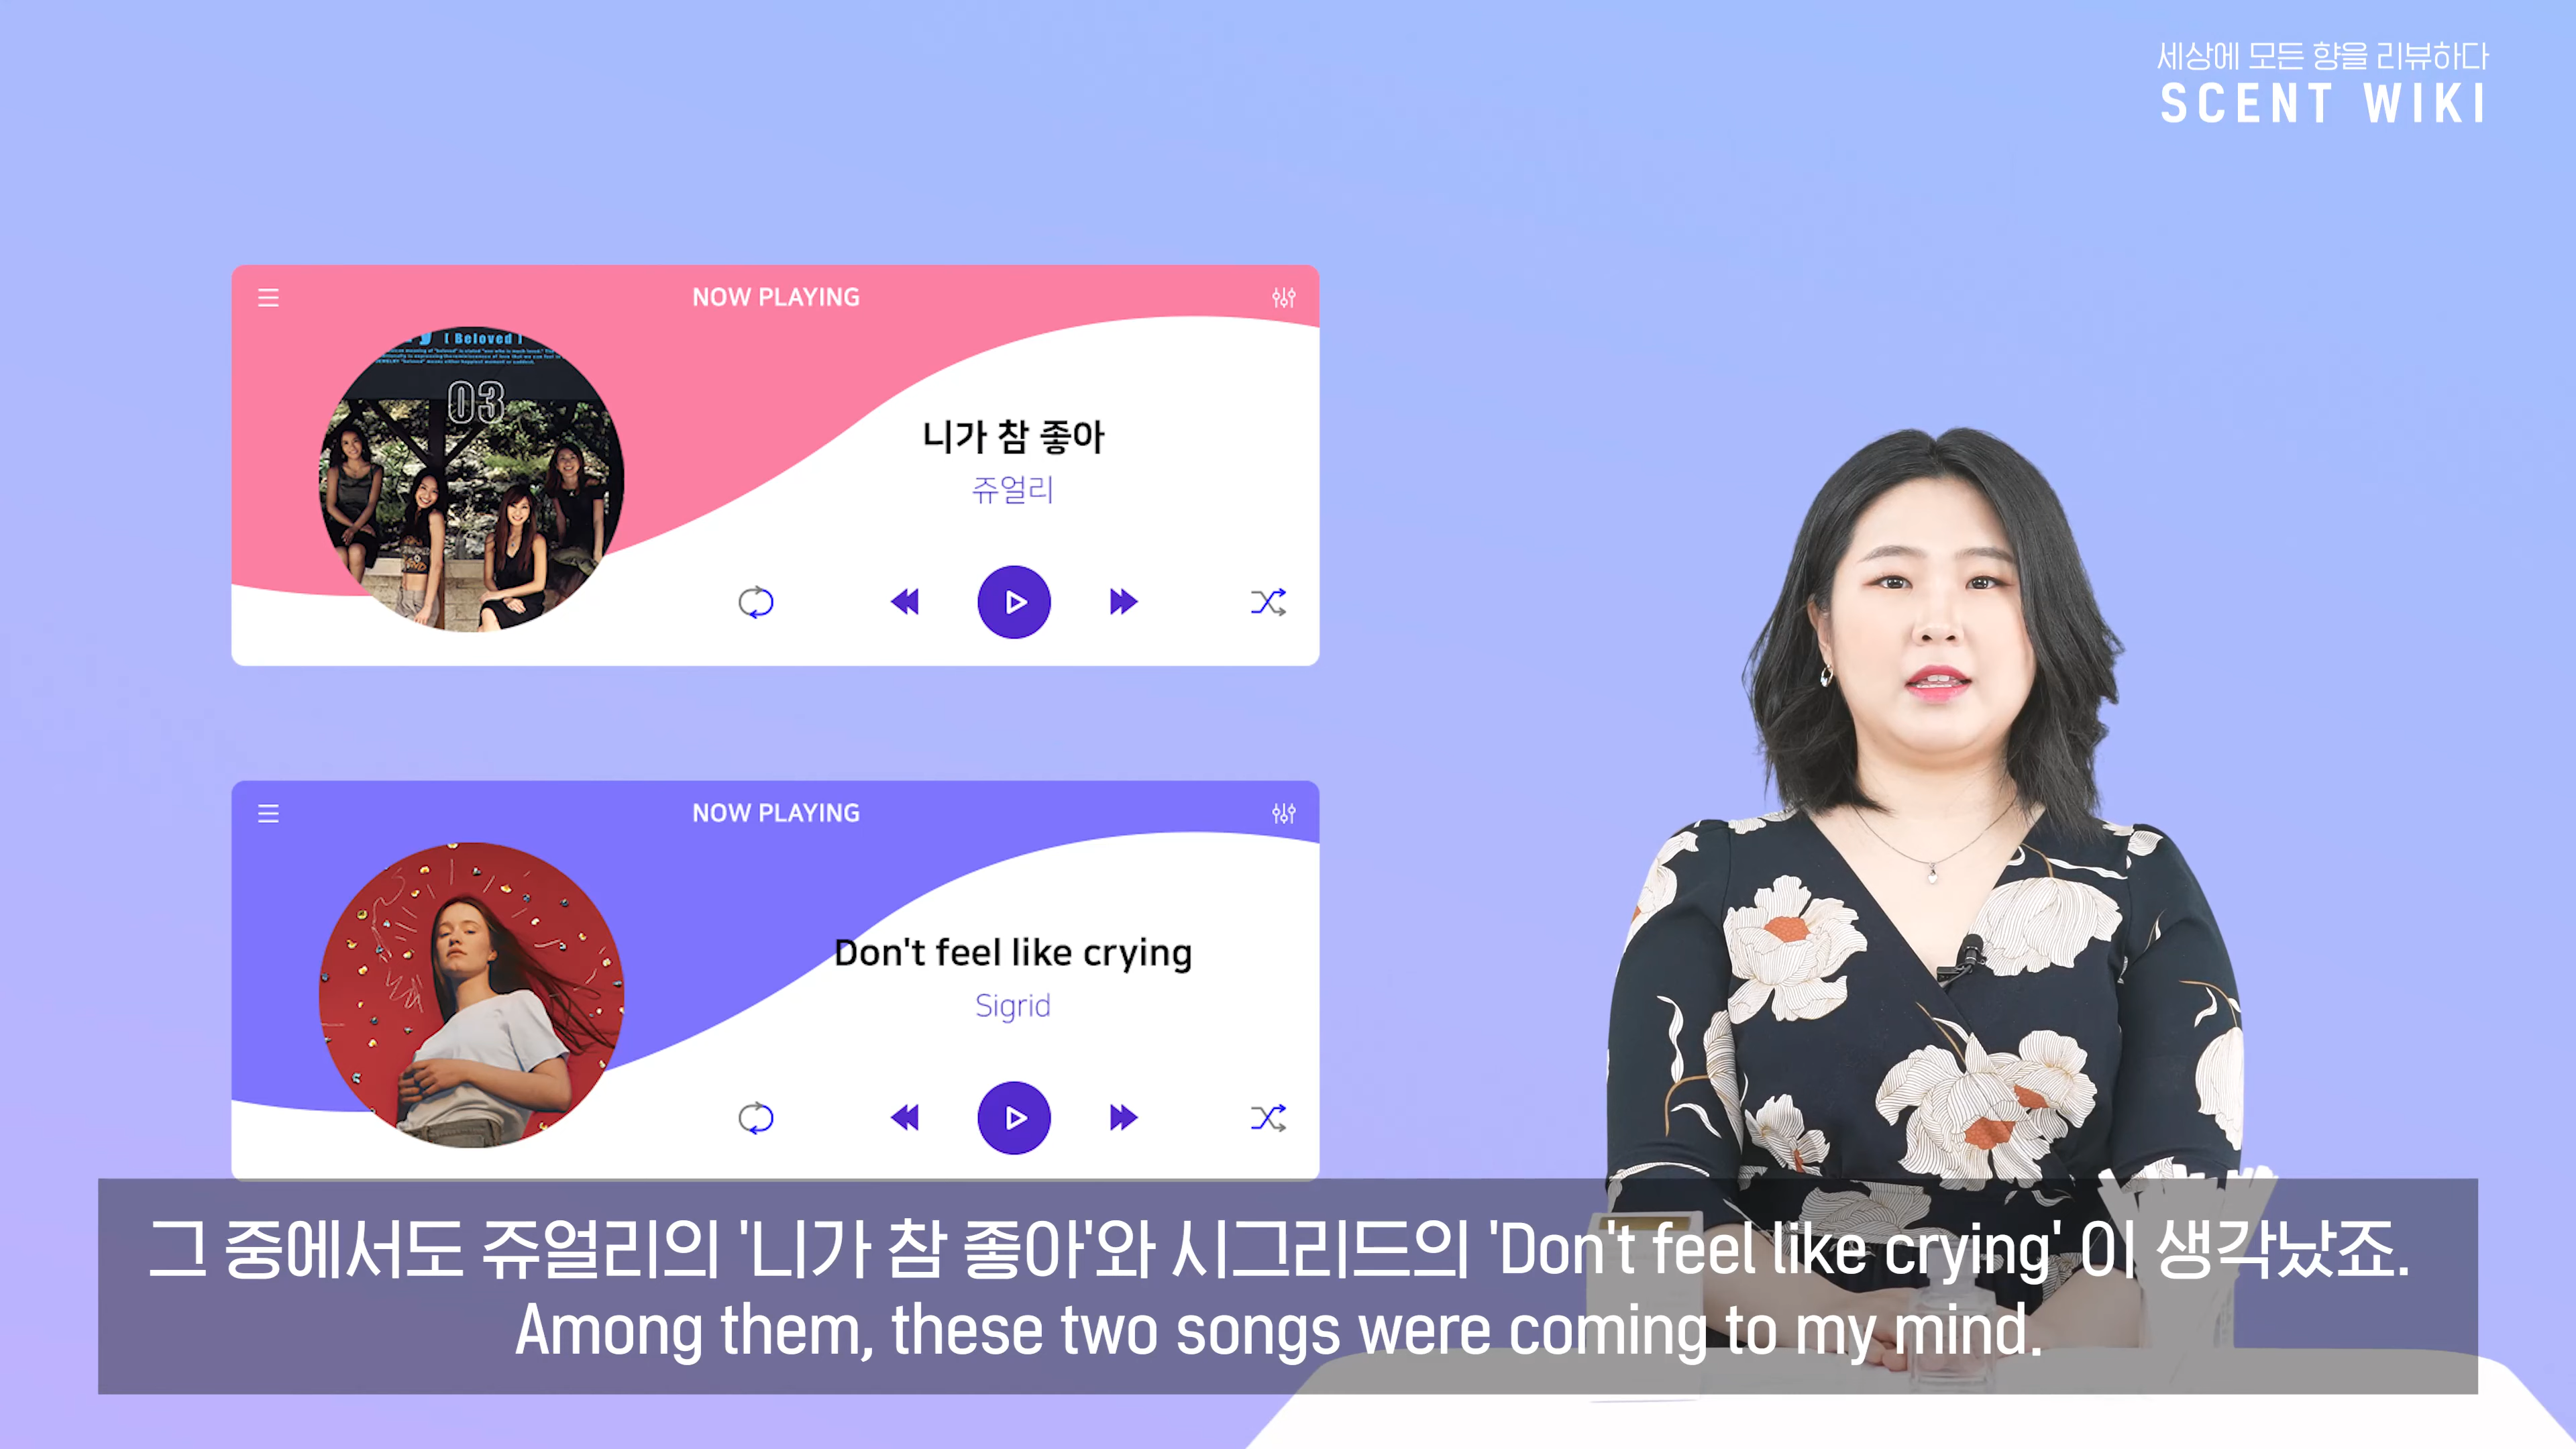 세상에 모든 향을 리뷰하다
SCENT WIKI
NOW PLAYING
[ Beloved ]
03
니가 참 좋아
쥬얼리
NOW PLAYING
Don't feel like crying
Sigrid
그 중에서도 쥬얼리의 '니가 참 좋아'와 시그리드의 'Don't feel like crying' 이 생각났죠.
Among them, these two songs were coming to my mind.